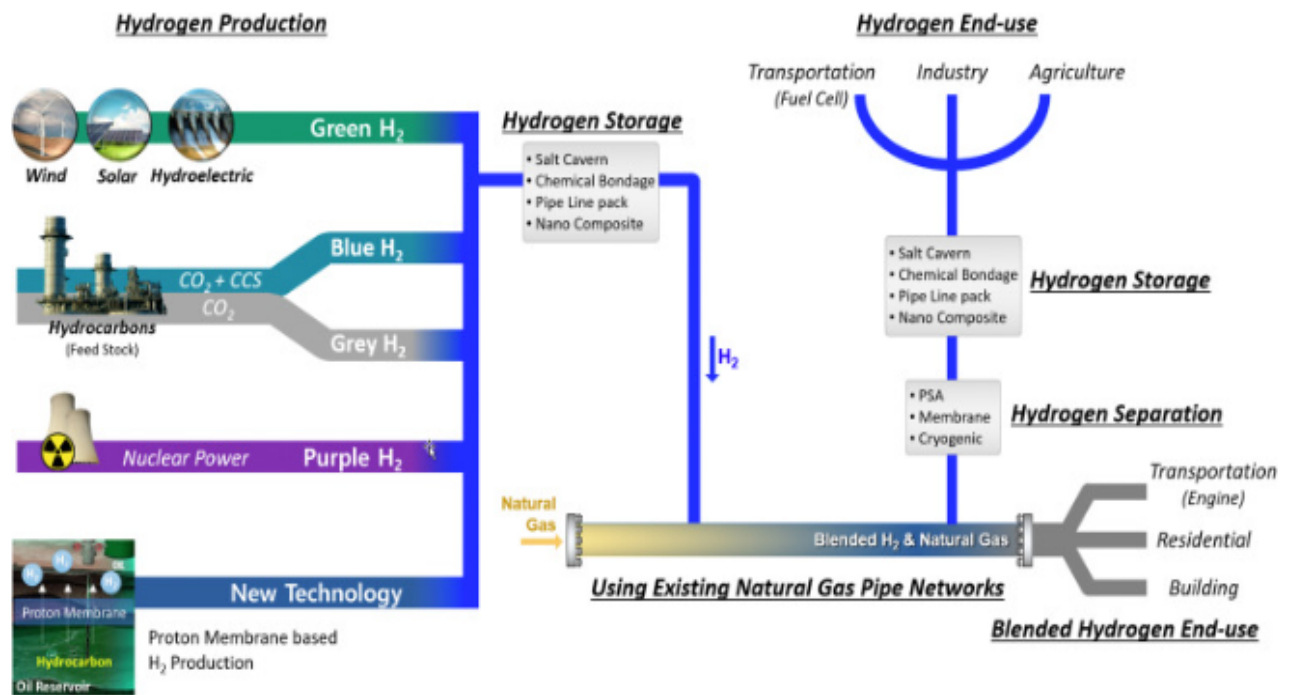 Hydrogen Production
Green H₂
Wind
Solar
Hydroelectric
Blue H₂
CO₂ + CCS
CO₂
Hydrocarbons
(Feed Stock)
Grey H₂
Nuclear Power
Purple H₂
New Technology
H₂
H₂
H₂
OIL
Proton Membrane
Hydrocarbon
Oil Reservoir
Proton Membrane based
H₂ Production
Hydrogen Storage
• Salt Cavern
• Chemical Bondage
• Pipe Line pack
• Nano Composite
H₂
Hydrogen End-use
Transportation
(Fuel Cell)
Industry
Agriculture
• Salt Cavern
• Chemical Bondage
• Pipe Line pack
• Nano Composite
Hydrogen Storage
• PSA
• Membrane
• Cryogenic
Hydrogen Separation
Natural
Gas
Blended H₂ & Natural Gas
Using Existing Natural Gas Pipe Networks
Transportation
(Engine)
Residential
Building
Blended Hydrogen End-use